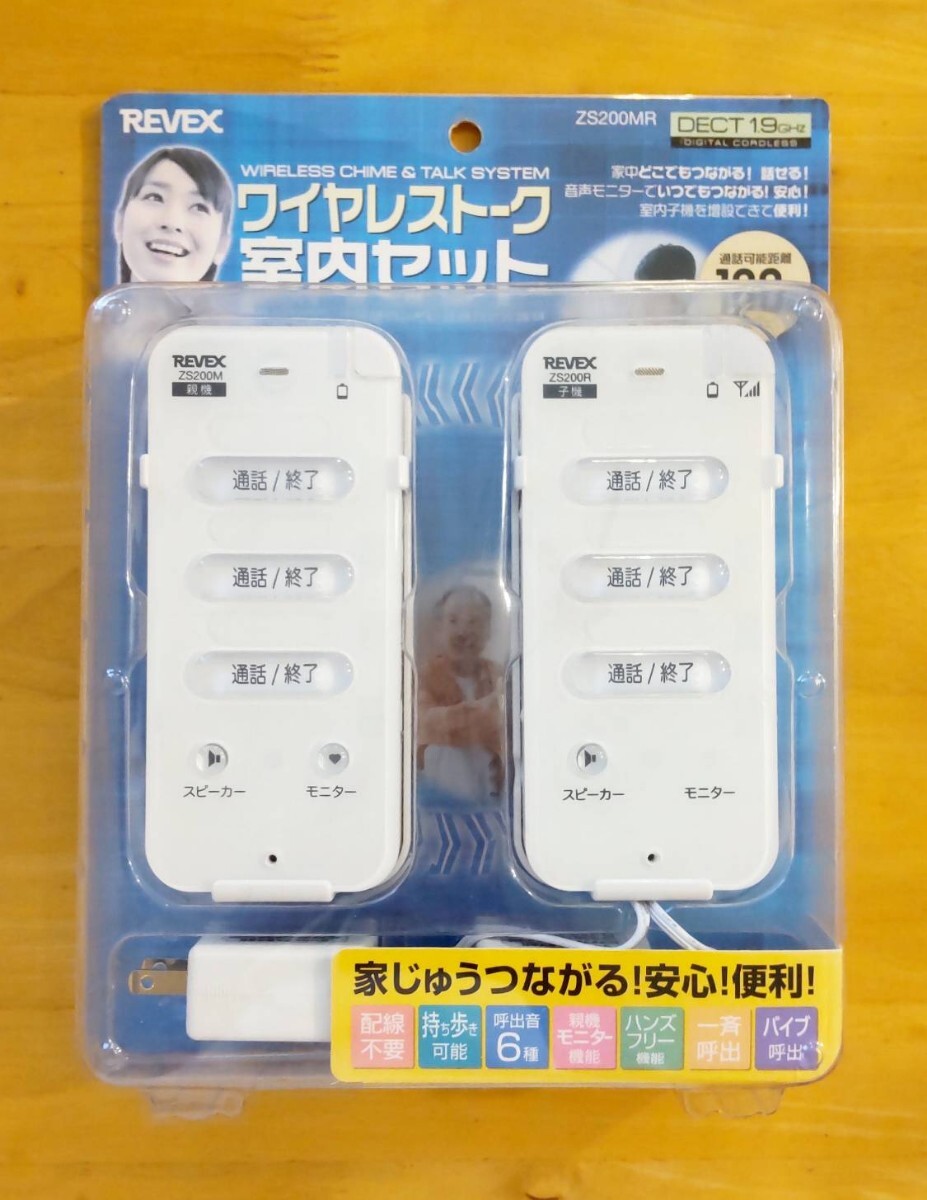 REVEX
ZS200MR
DECT 1.9GHz
DIGITAL CORDLESS
WIRELESS CHIME & TALK SYSTEM
ワイヤレストーク
室内セット
家中どこでもつながる！話せる！
音声モニターでいつでもつながる！安心！
室内子機を増設できて便利！
通話可能距離
100
REVEX
ZS200M
親機
通話/終了
通話/終了
通話/終了
スピーカー
モニター
REVEX
ZS200R
子機
通話/終了
通話/終了
通話/終了
スピーカー
モニター
家じゅうつながる！安心！便利！
配線
不要
持ち歩き
可能
呼出音
6種
親機
モニター
機能
ハンズ
フリー
機能
一斉
呼出
バイブ
呼出